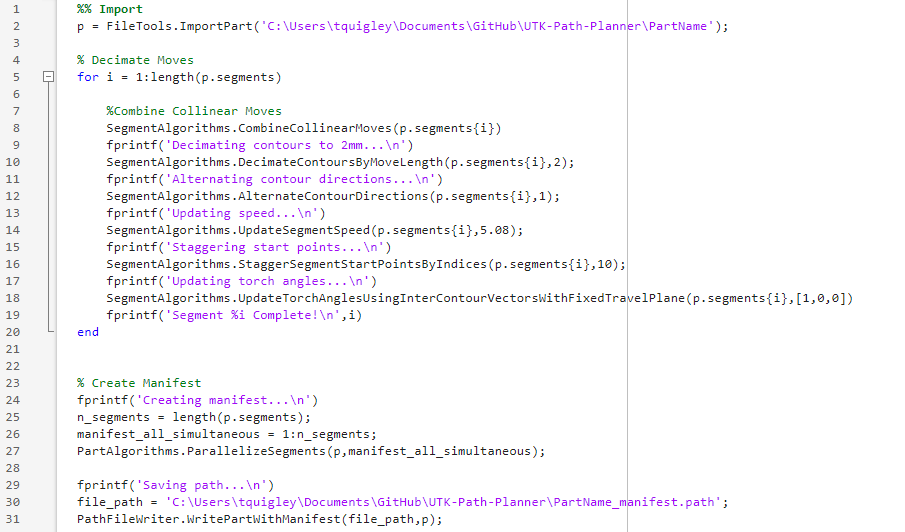 1 %% Import
2 p = FileTools.ImportPart('C:\Users\tquigley\Documents\GitHub\UTK-Path-Planner\PartName');
3
4 % Decimate Moves
5 for i = 1:length(p.segments)
6
7 %Combine Collinear Moves
8 SegmentAlgorithms.CombineCollinearMoves(p.segments{i})
9 fprintf('Decimating contours to 2mm...\n')
10 SegmentAlgorithms.DecimateContoursByMoveLength(p.segments{i},2);
11 fprintf('Alternating contour directions...\n')
12 SegmentAlgorithms.AlternateContourDirections(p.segments{i},1);
13 fprintf('Updating speed...\n')
14 SegmentAlgorithms.UpdateSegmentSpeed(p.segments{i},5.08);
15 fprintf('Staggering start points...\n')
16 SegmentAlgorithms.StaggerSegmentStartPointsByIndices(p.segments{i},10);
17 fprintf('Updating torch angles...\n')
18 SegmentAlgorithms.UpdateTorchAnglesUsingInterContourVectorsWithFixedTravelPlane(p.segments{i},[1,0,0])
19 fprintf('Segment %i Complete!\n',i)
20 end
21
22
23 % Create Manifest
24 fprintf('Creating manifest...\n')
25 n_segments = length(p.segments);
26 manifest_all_simultaneous = 1:n_segments;
27 PartAlgorithms.ParallelizeSegments(p,manifest_all_simultaneous);
28
29 fprintf('Saving path...\n')
30 file_path = 'C:\Users\tquigley\Documents\GitHub\UTK-Path-Planner\PartName_manifest.path';
31 PathFileWriter.WritePartWithManifest(file_path,p);